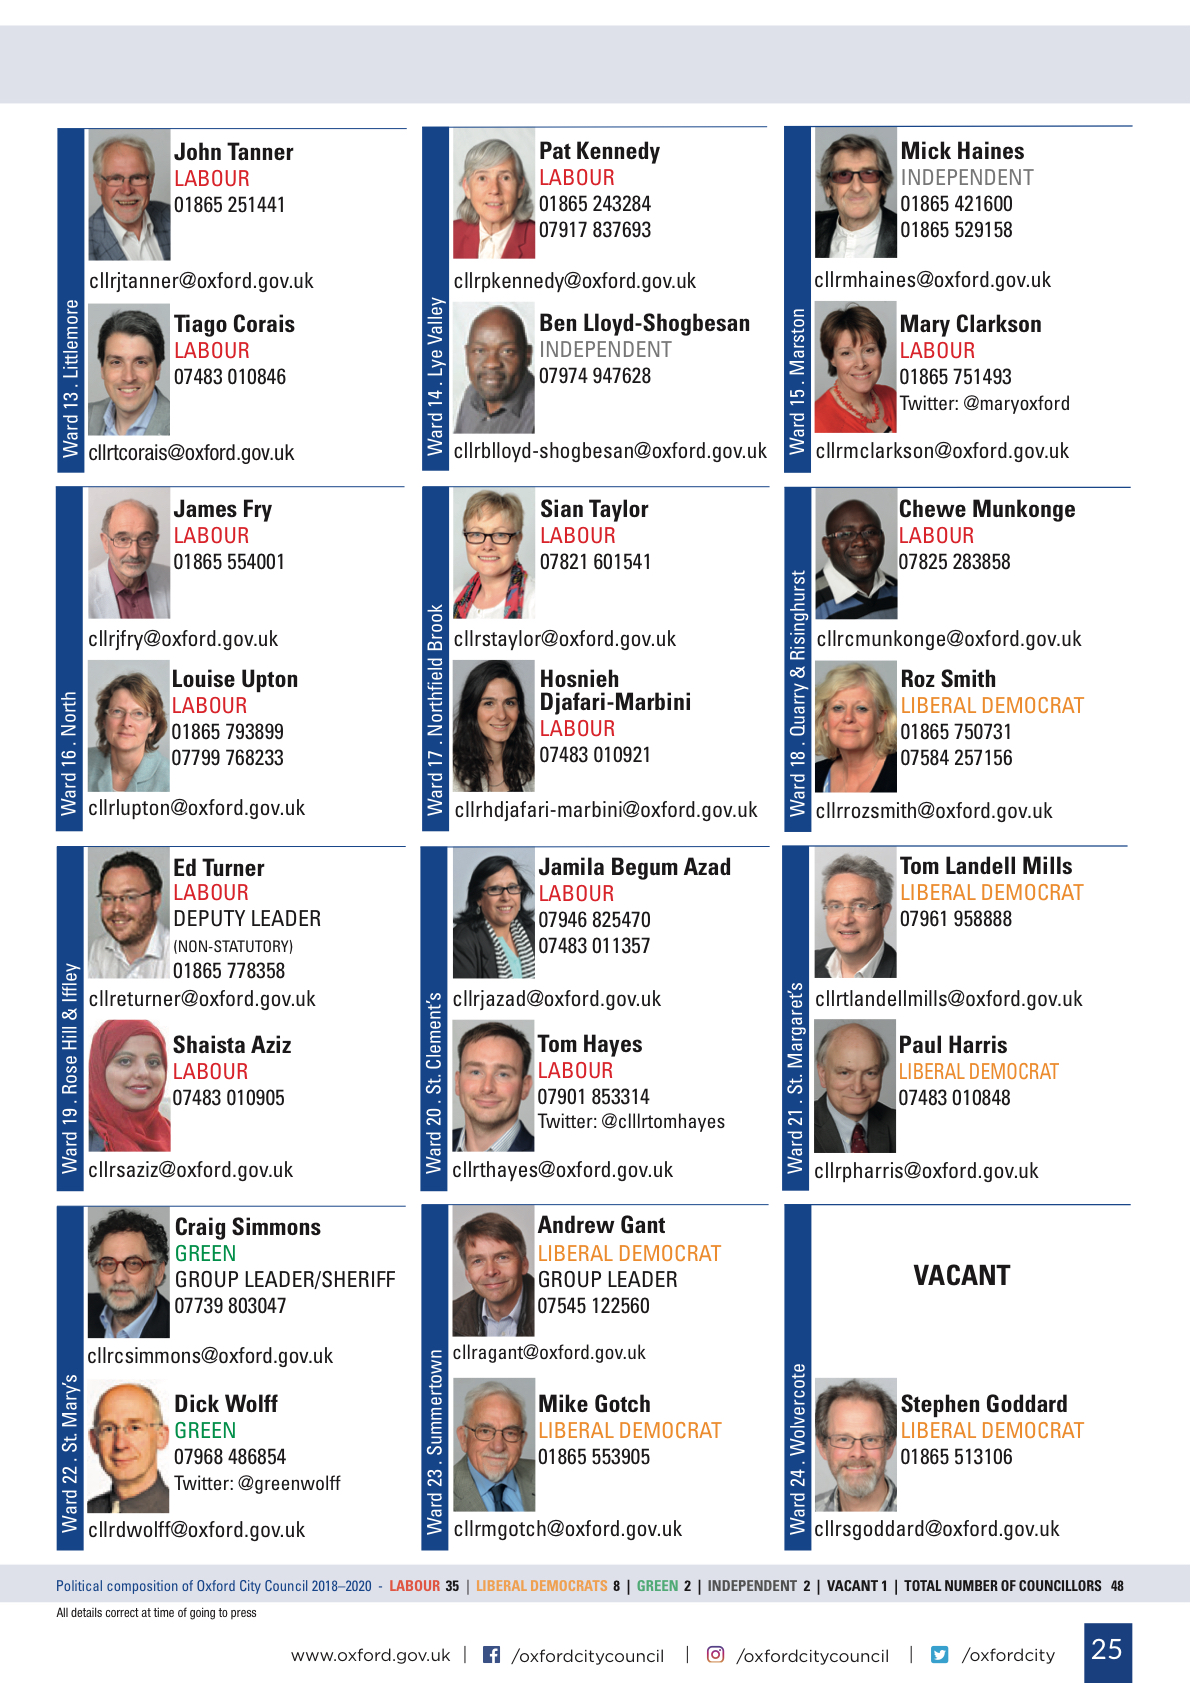 Ward 13 . Littlemore
John Tanner
LABOUR
01865 251441
cllrjtanner@oxford.gov.uk
Tiago Corais
LABOUR
07483 010846
cllrtcorais@oxford.gov.uk
Ward 14 . Lye Valley
Pat Kennedy
LABOUR
01865 243284
07917 837693
cllrpkennedy@oxford.gov.uk
Ben Lloyd-Shogbesan
INDEPENDENT
07974 947628
cllrblloyd-shogbesan@oxford.gov.uk
Ward 15 . Marston
Mick Haines
INDEPENDENT
01865 421600
01865 529158
cllrmhaines@oxford.gov.uk
Mary Clarkson
LABOUR
01865 751493
Twitter: @maryoxford
cllrmclarkson@oxford.gov.uk
Ward 16 . North
James Fry
LABOUR
01865 554001
cllrjfry@oxford.gov.uk
Louise Upton
LABOUR
01865 793899
07799 768233
cllrlupton@oxford.gov.uk
Ward 17 . Northfield Brook
Sian Taylor
LABOUR
07821 601541
cllrstaylor@oxford.gov.uk
Hosnieh
Djafari-Marbini
LABOUR
07483 010921
cllrhdjafari-marbini@oxford.gov.uk
Ward 18 . Quarry & Risinghurst
Chewe Munkonge
LABOUR
07825 283858
cllrcmunkonge@oxford.gov.uk
Roz Smith
LIBERAL DEMOCRAT
01865 750731
07584 257156
cllrrozsmith@oxford.gov.uk
Ward 19 . Rose Hill & Iffley
Ed Turner
LABOUR
DEPUTY LEADER
(NON-STATUTORY)
01865 778358
cllreturner@oxford.gov.uk
Shaista Aziz
LABOUR
07483 010905
cllrsaziz@oxford.gov.uk
Ward 20 . St. Clement's
Jamila Begum Azad
LABOUR
07946 825470
07483 011357
cllrjazad@oxford.gov.uk
Tom Hayes
LABOUR
07901 853314
Twitter: @clllrtomhayes
cllrthayes@oxford.gov.uk
Ward 21 . St. Margaret's
Tom Landell Mills
LIBERAL DEMOCRAT
07961 958888
cllrtlandellmills@oxford.gov.uk
Paul Harris
LIBERAL DEMOCRAT
07483 010848
cllrpharris@oxford.gov.uk
Ward 22 . St. Mary's
Craig Simmons
GREEN
GROUP LEADER/SHERIFF
07739 803047
cllrcsimmons@oxford.gov.uk
Dick Wolff
GREEN
07968 486854
Twitter: @greenwolff
cllrdwolff@oxford.gov.uk
Ward 23 . Summertown
Andrew Gant
LIBERAL DEMOCRAT
GROUP LEADER
07545 122560
cllragant@oxford.gov.uk
Mike Gotch
LIBERAL DEMOCRAT
01865 553905
cllrmgotch@oxford.gov.uk
Ward 24 . Wolvercote
VACANT
Stephen Goddard
LIBERAL DEMOCRAT
01865 513106
cllrsgoddard@oxford.gov.uk
Political composition of Oxford City Council 2018–2020 - LABOUR 35 | LIBERAL DEMOCRATS 8 | GREEN 2 | INDEPENDENT 2 | VACANT 1 | TOTAL NUMBER OF COUNCILLORS 48
All details correct at time of going to press
www.oxford.gov.uk | /oxfordcitycouncil | /oxfordcitycouncil | /oxfordcity
25